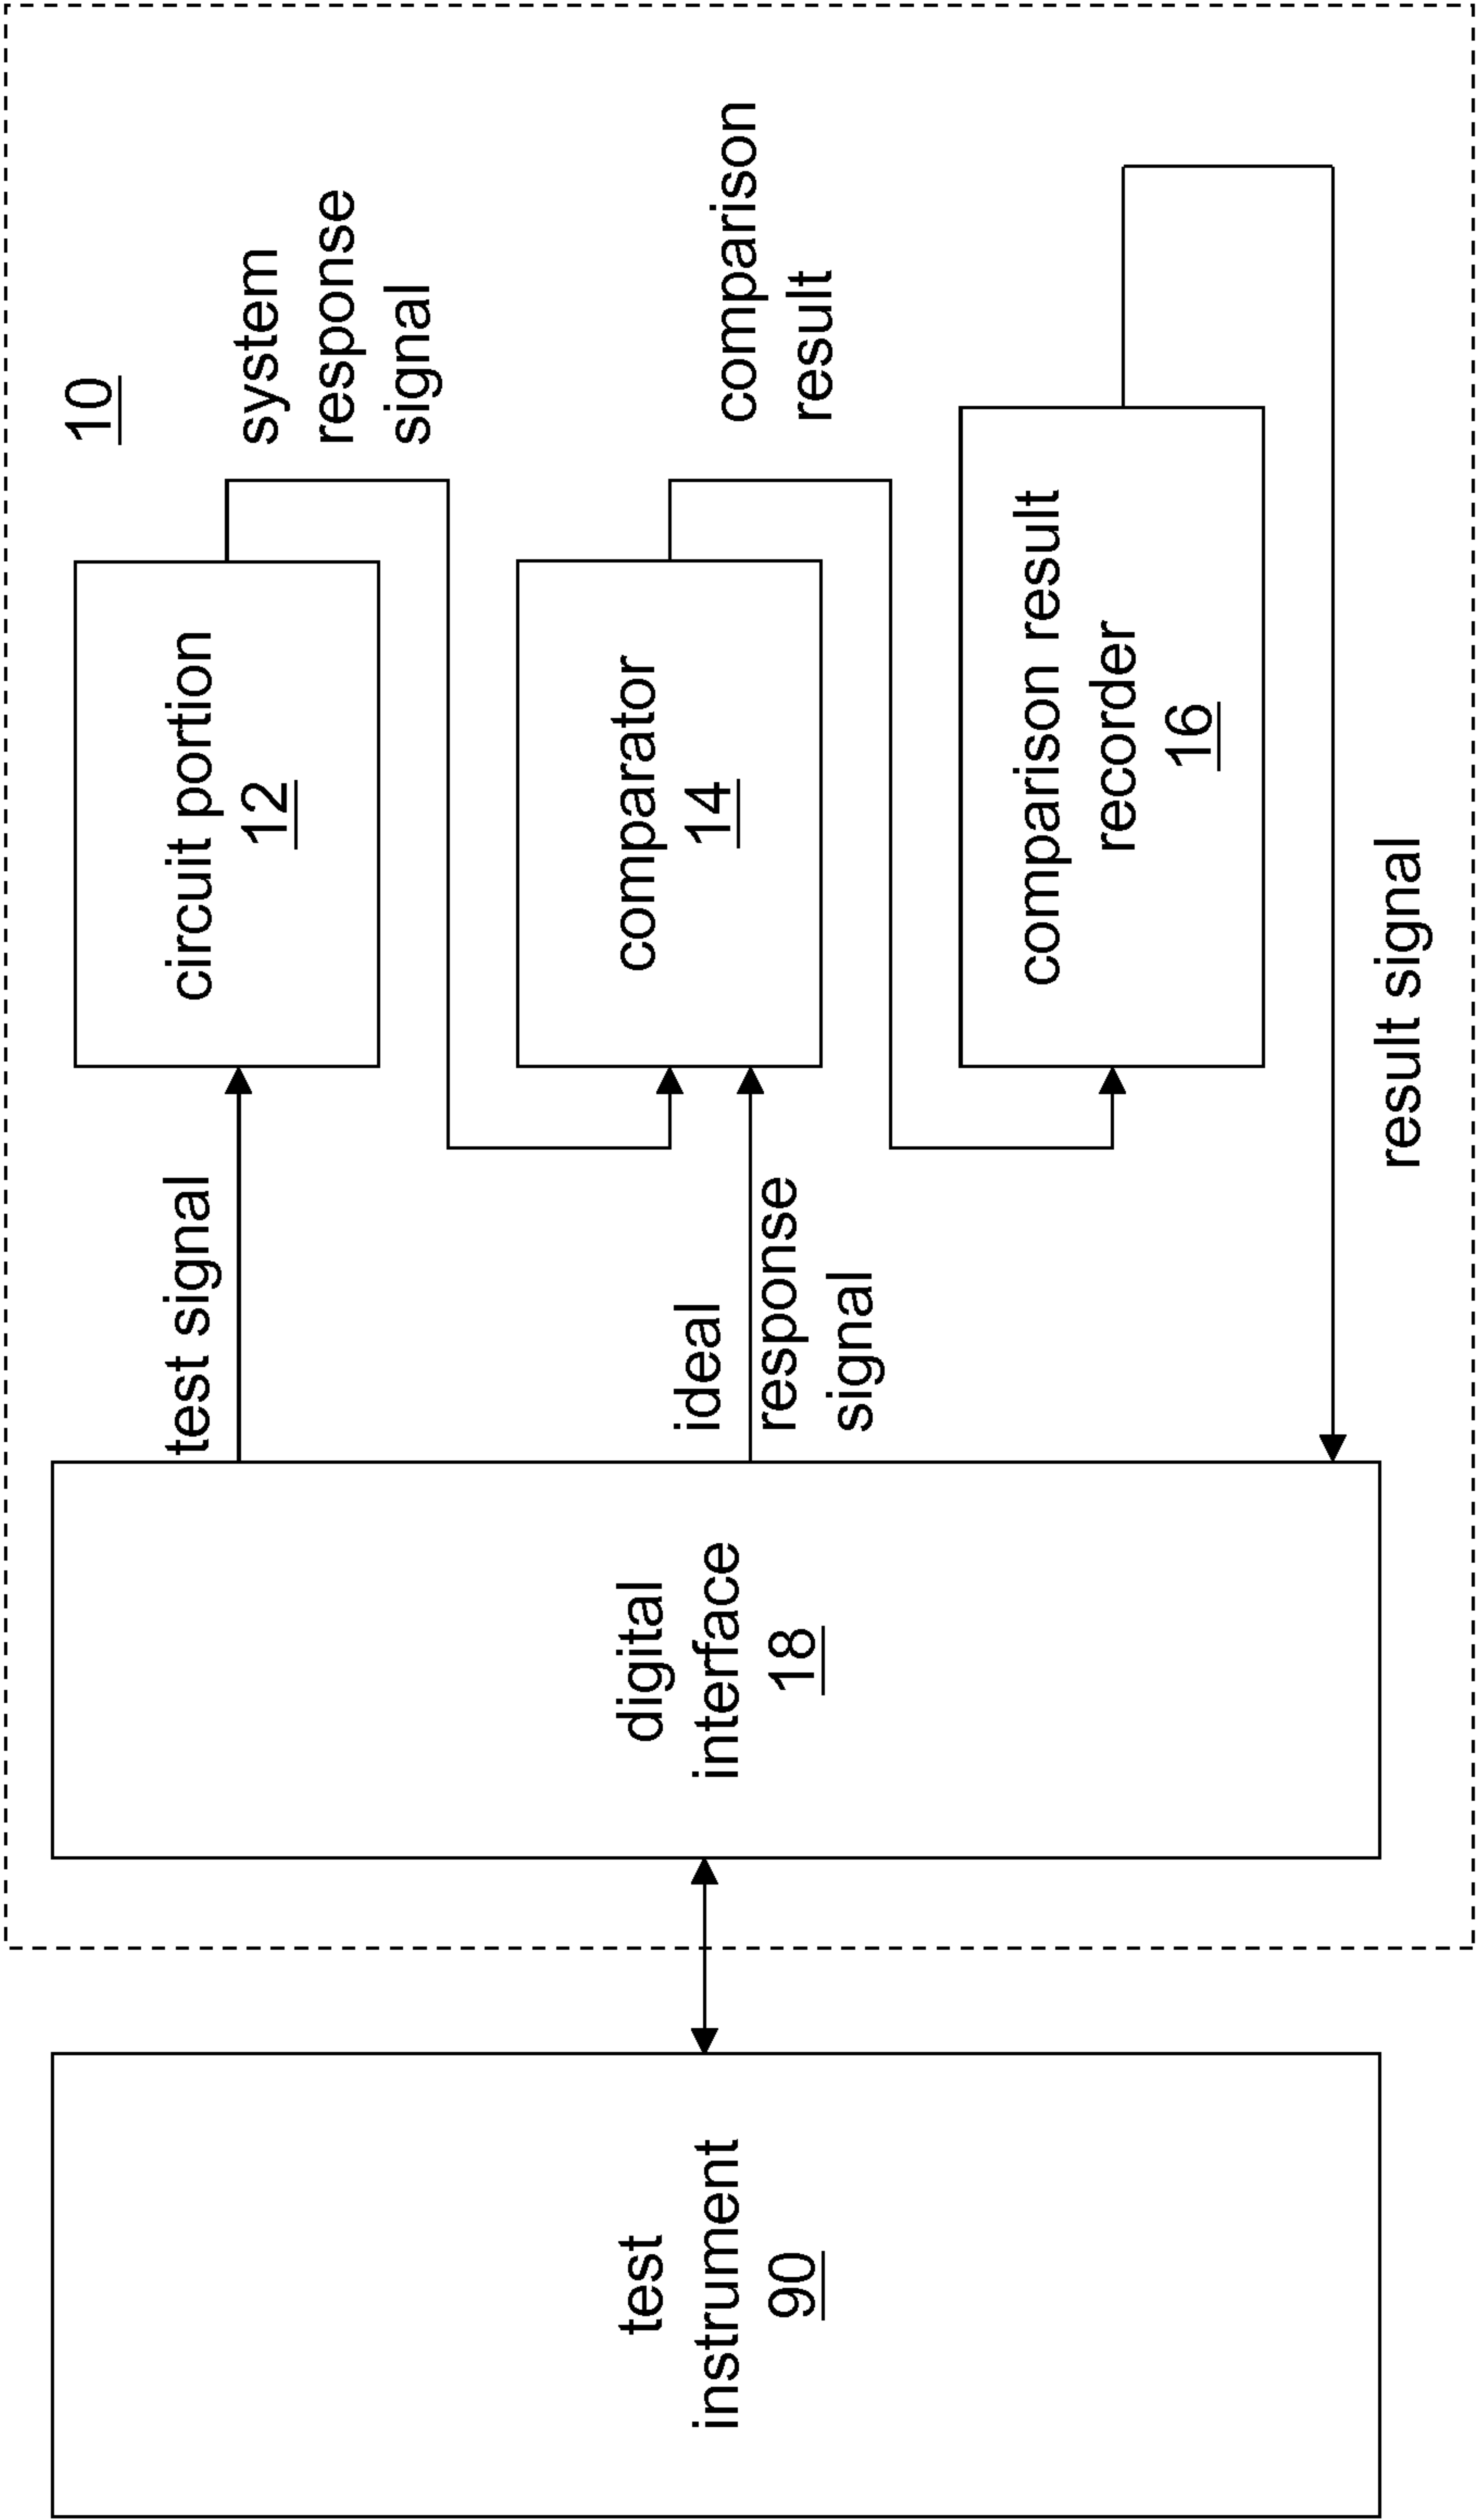 10
test
instrument
90
digital
interface
18
test signal
circuit portion
12
system
response
signal
ideal
response
signal
comparator
14
comparison
result
comparison result
recorder
16
result signal